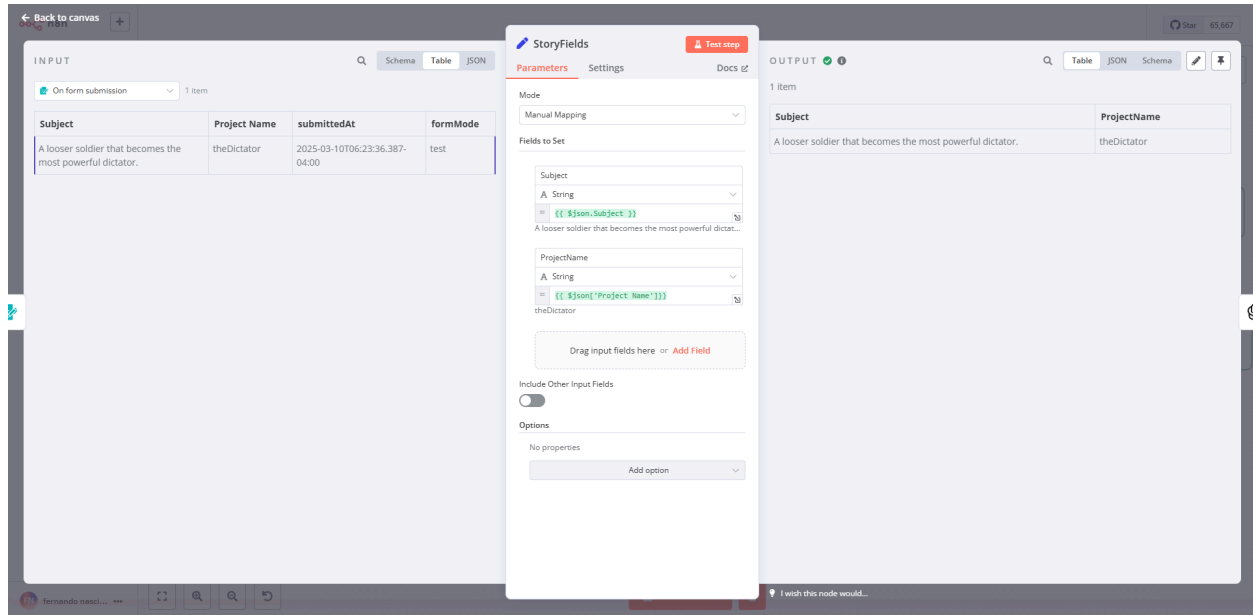 ← Back to canvas
n8n
+
Star 65,667
INPUT
Schema Table JSON
On form submission 1 item
Subject Project Name submittedAt formMode
A looser soldier that becomes the most powerful dictator. theDictator 2025-03-10T06:23:36.387-04:00 test
StoryFields
Test step
Parameters Settings Docs
Mode
Manual Mapping
Fields to Set
Subject
A String
= {{ $json.Subject }}
A looser soldier that becomes the most powerful dictat...
ProjectName
A String
= {{ $json['Project Name']}}
theDictator
Drag input fields here or Add Field
Include Other Input Fields
Options
No properties
Add option
OUTPUT
Table JSON Schema
1 item
Subject ProjectName
A looser soldier that becomes the most powerful dictator. theDictator
FN fernando nasci... •••
I wish this node would...